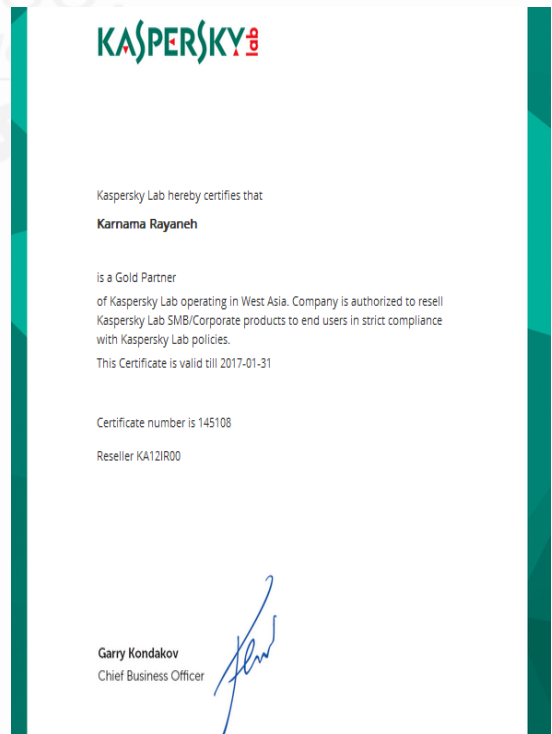 KASPERSKY lab
Kaspersky Lab hereby certifies that
Karnama Rayaneh
is a Gold Partner
of Kaspersky Lab operating in West Asia. Company is authorized to resell
Kaspersky Lab SMB/Corporate products to end users in strict compliance
with Kaspersky Lab policies.
This Certificate is valid till 2017-01-31
Certificate number is 145108
Reseller KA12IR00
Garry Kondakov
Chief Business Officer